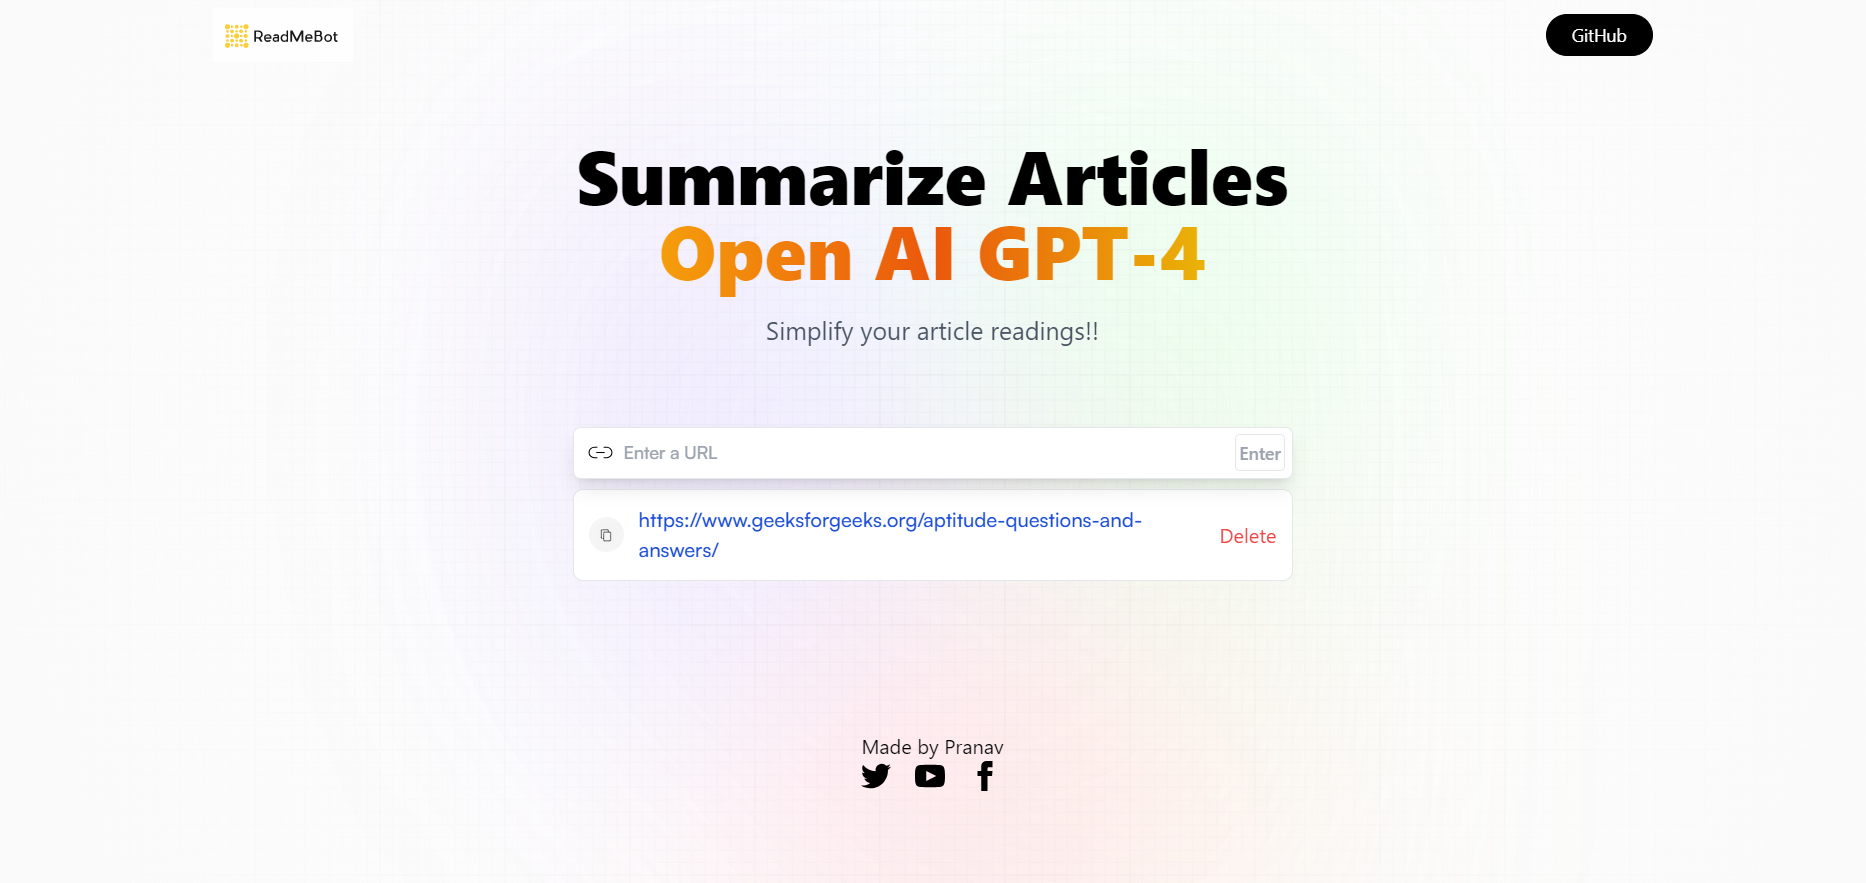 ReadMeBot
GitHub
Summarize Articles
Open AI GPT-4
Simplify your article readings!!
Enter a URL
Enter
https://www.geeksforgeeks.org/aptitude-questions-and-
answers/
Delete
Made by Pranav